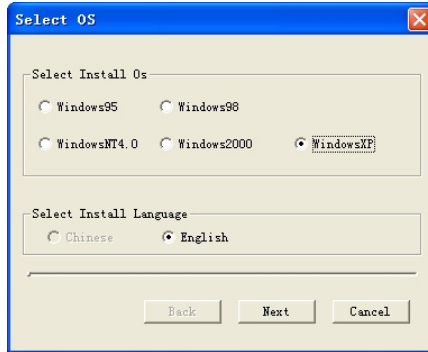 Select OS
Select Install Os
Windows95 Windows98
WindowsNT4.0 Windows2000 WindowsXP
Select Install Language
Chinese English
Back Next Cancel